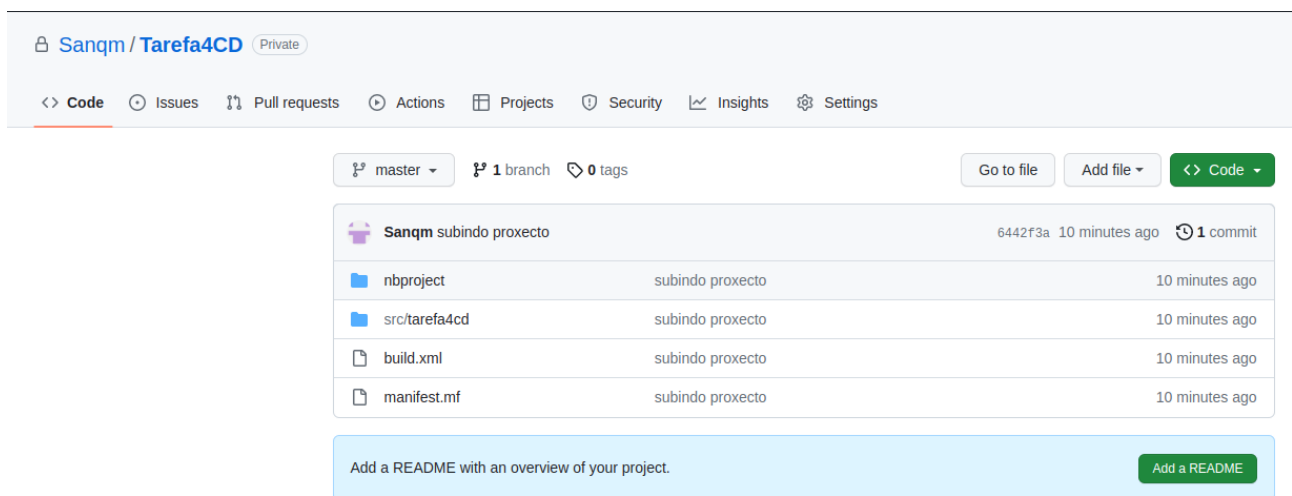 Sanqm / Tarefa4CD Private
Code Issues Pull requests Actions Projects Security Insights Settings
master 1 branch 0 tags Go to file Add file Code
Sanqm subindo proxecto 6442f3a 10 minutes ago 1 commit
nbproject subindo proxecto 10 minutes ago
src/tarefa4cd subindo proxecto 10 minutes ago
build.xml subindo proxecto 10 minutes ago
manifest.mf subindo proxecto 10 minutes ago
Add a README with an overview of your project. Add a README